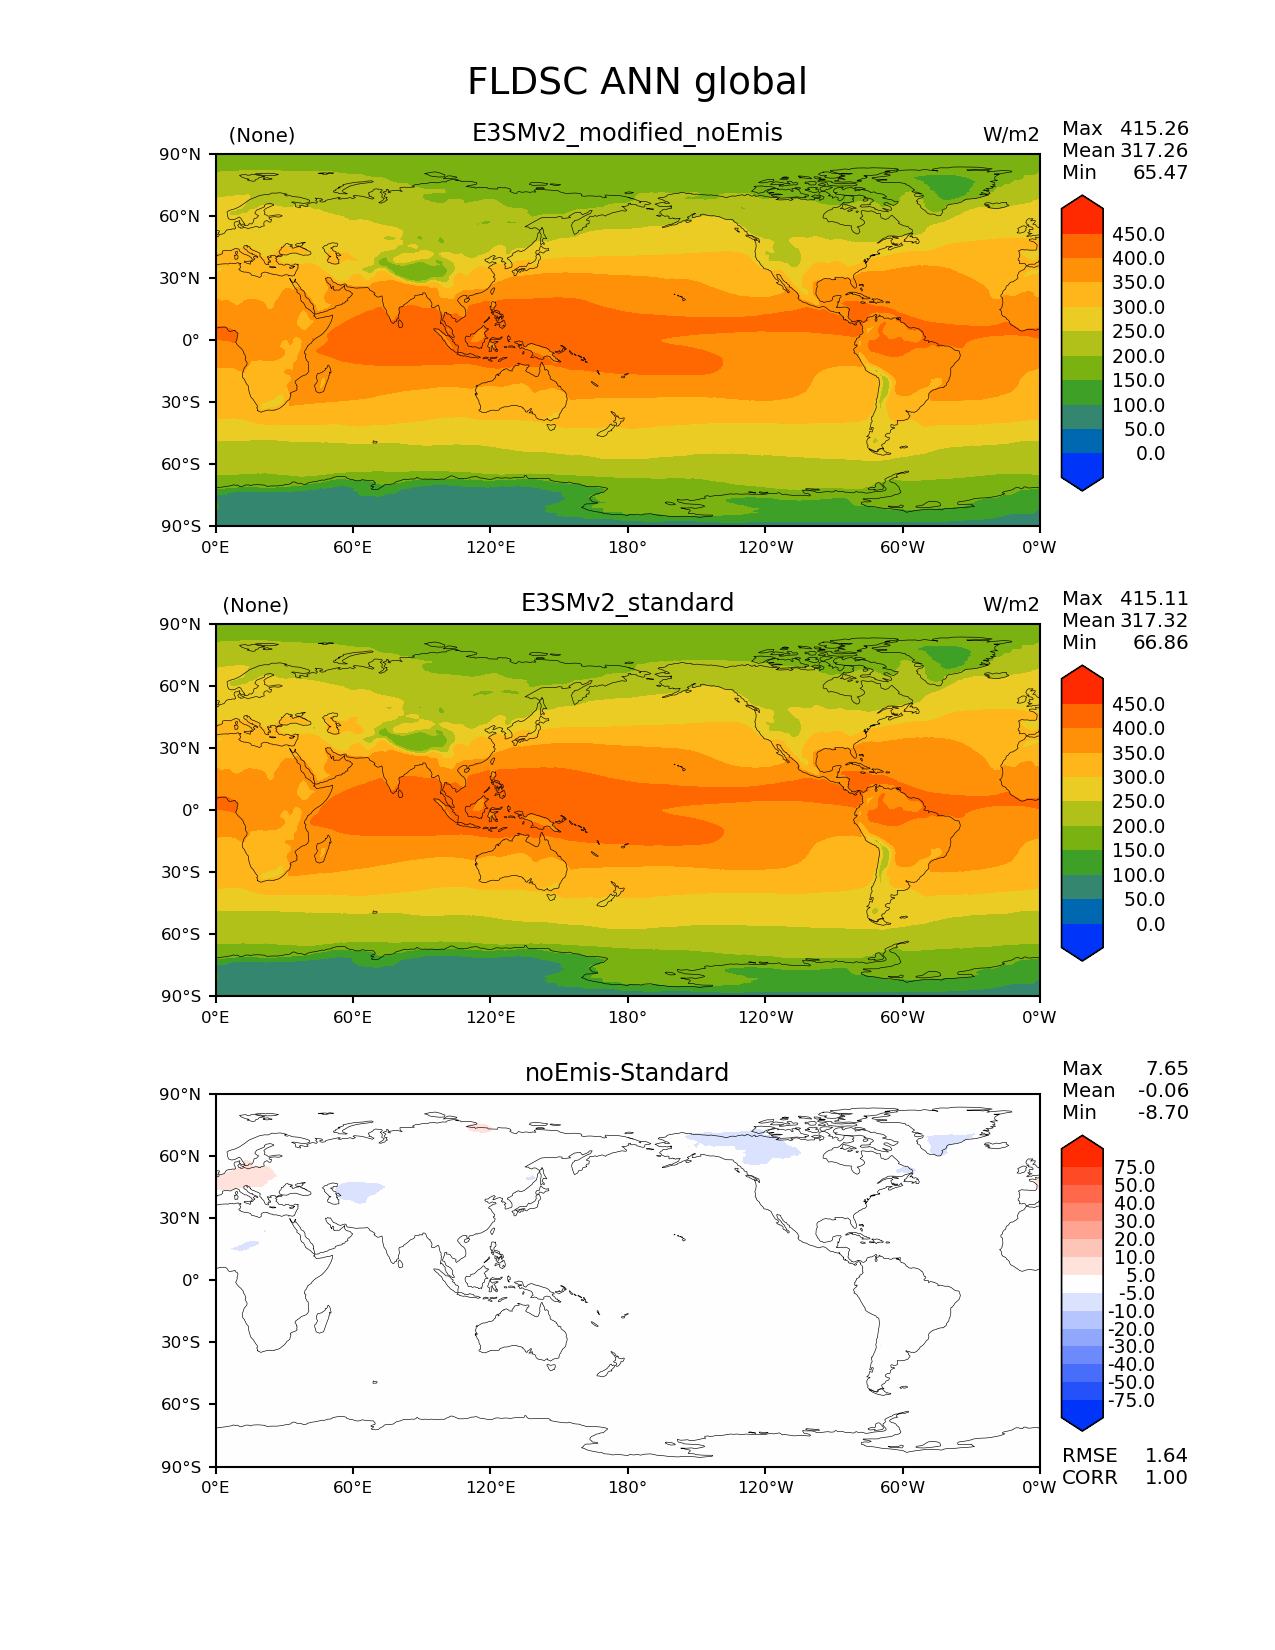 FLDSC ANN global
(None) E3SMv2_modified_noEmis W/m2
Max 415.26
Mean 317.26
Min 65.47
90°N
60°N
30°N
0°
30°S
60°S
90°S
0°E 60°E 120°E 180° 120°W 60°W 0°W
450.0
400.0
350.0
300.0
250.0
200.0
150.0
100.0
50.0
0.0
(None) E3SMv2_standard W/m2
Max 415.11
Mean 317.32
Min 66.86
90°N
60°N
30°N
0°
30°S
60°S
90°S
0°E 60°E 120°E 180° 120°W 60°W 0°W
450.0
400.0
350.0
300.0
250.0
200.0
150.0
100.0
50.0
0.0
noEmis-Standard
Max 7.65
Mean -0.06
Min -8.70
90°N
60°N
30°N
0°
30°S
60°S
90°S
0°E 60°E 120°E 180° 120°W 60°W 0°W
75.0
50.0
40.0
30.0
20.0
10.0
5.0
-5.0
-10.0
-20.0
-30.0
-40.0
-50.0
-75.0
RMSE 1.64
CORR 1.00